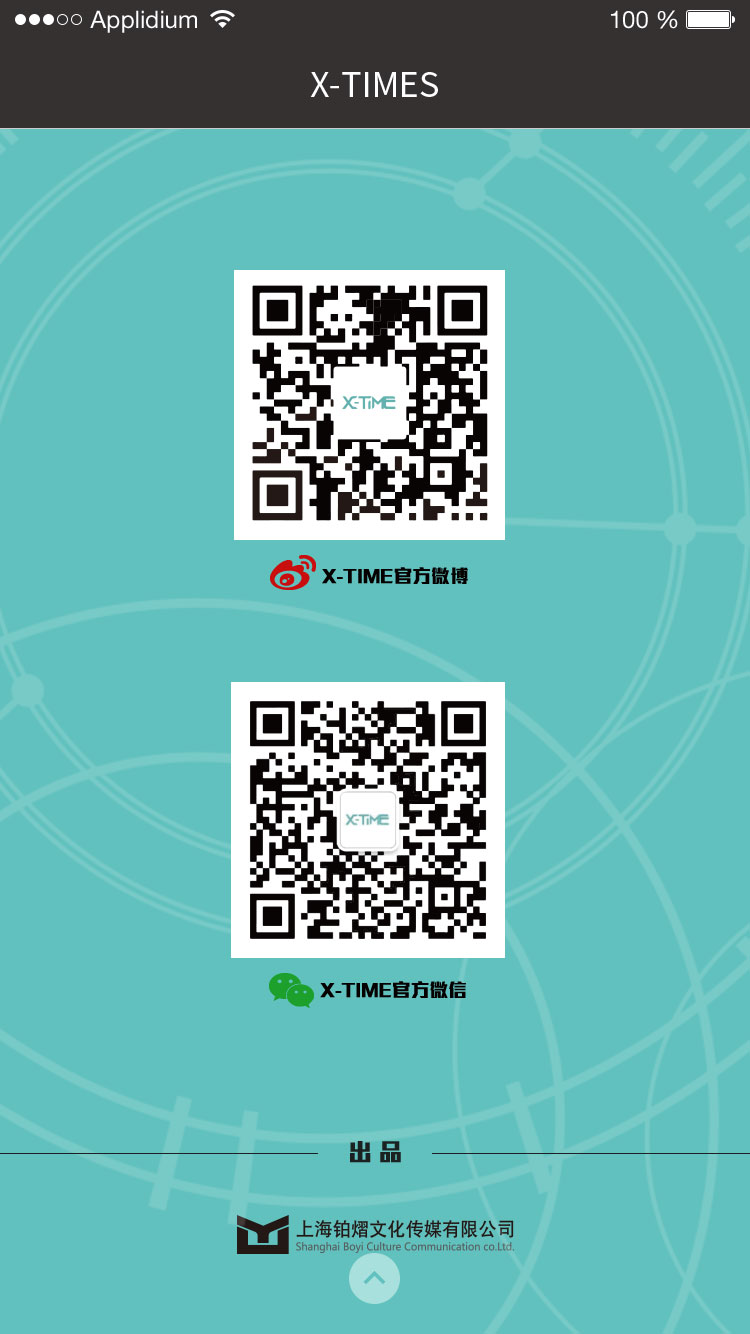 Applidium
100 %
X-TIMES
X-TiME
X-TIME官方微博
X-TiME
X-TIME官方微信
出品
上海铂熠文化传媒有限公司
Shanghai Boyi Culture Communication co.Ltd.